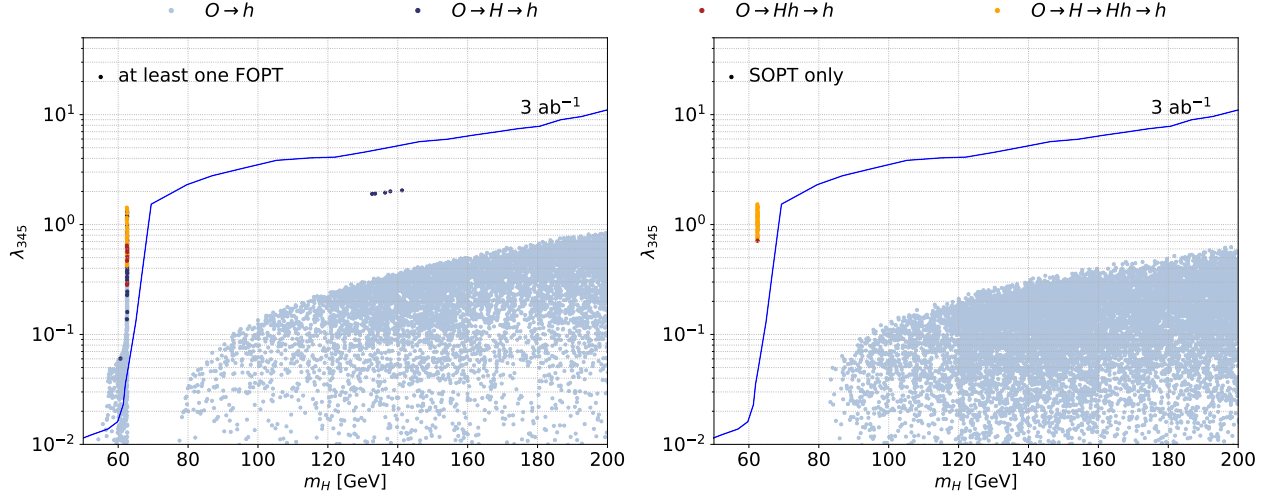 O → h O → H → h O → Hh → h O → H → Hh → h
at least one FOPT
3 ab⁻¹
10¹
10⁰
10⁻¹
10⁻²
λ₃₄₅
60 80 100 120 140 160 180 200
m_H [GeV]
SOPT only
3 ab⁻¹
10¹
10⁰
10⁻¹
10⁻²
λ₃₄₅
60 80 100 120 140 160 180 200
m_H [GeV]